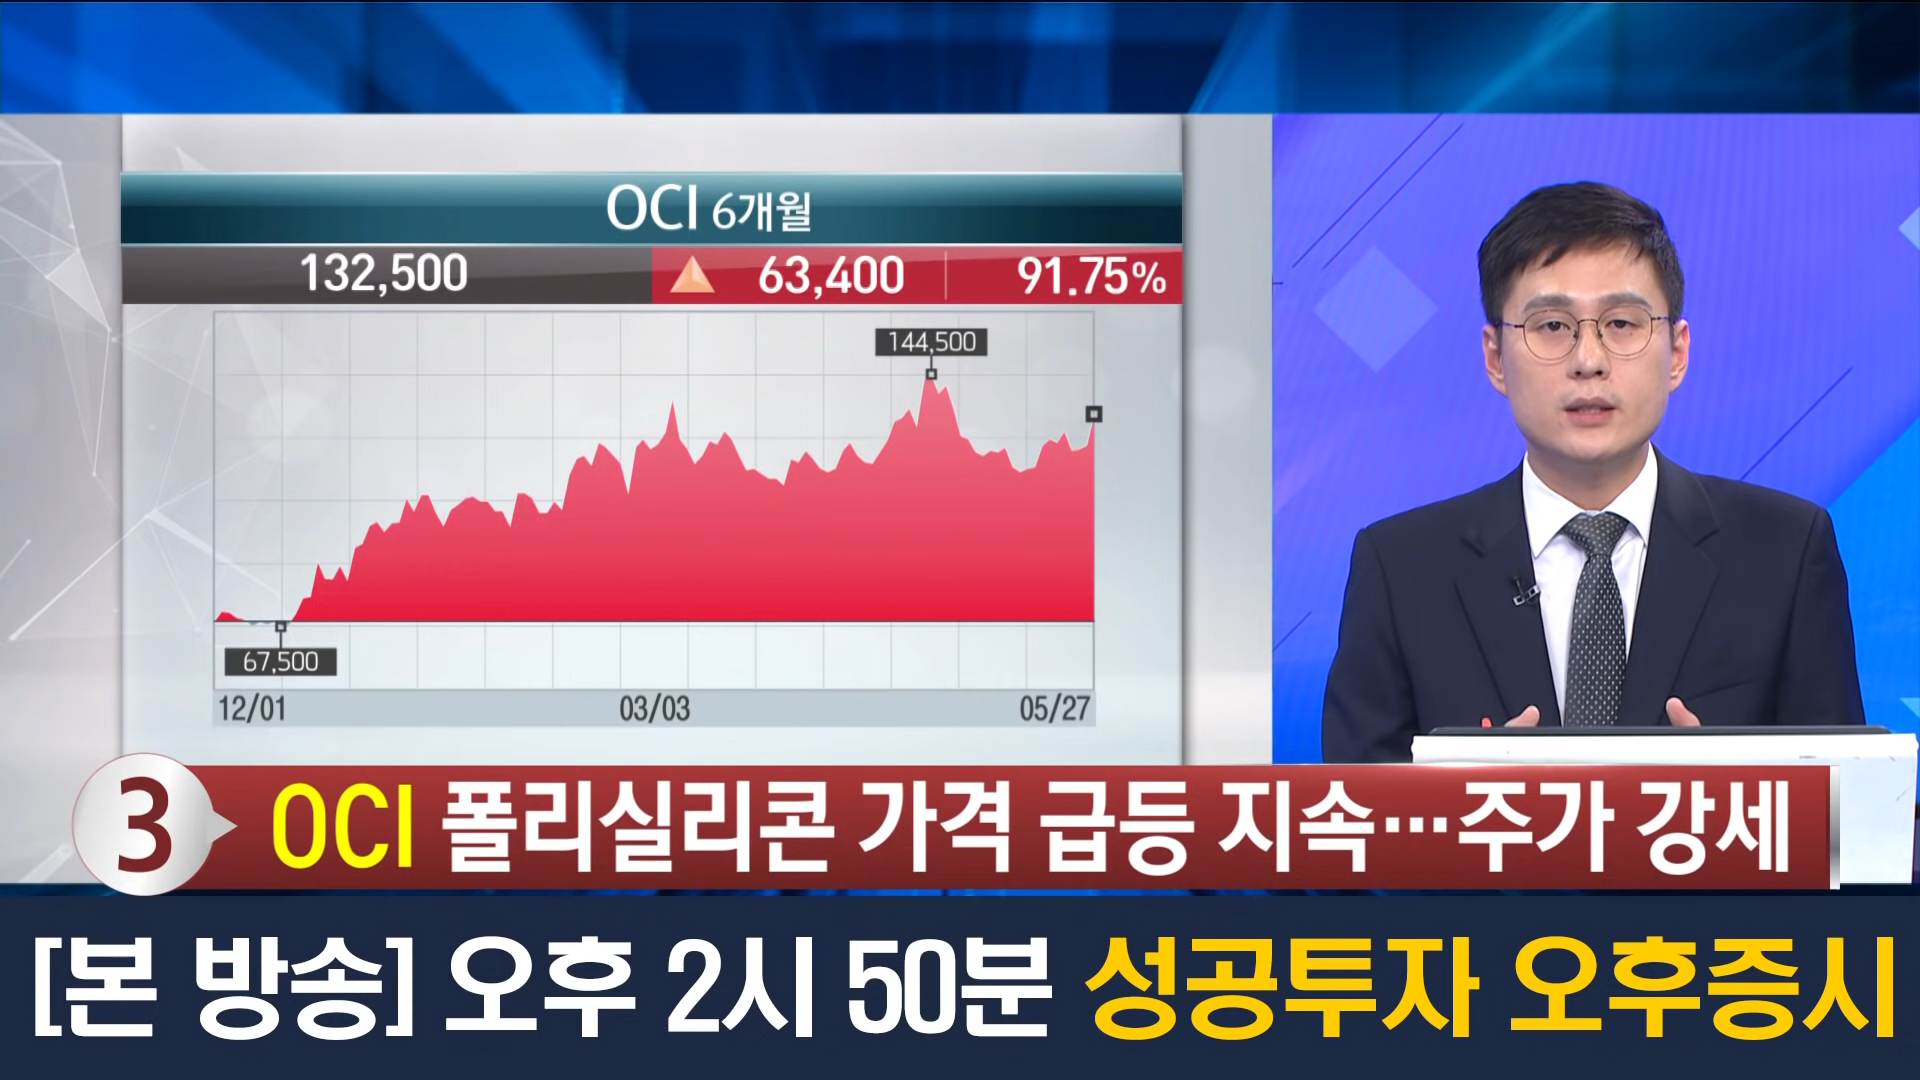 OCI 6개월
132,500 ▲ 63,400 91.75%
144,500
67,500
12/01 03/03 05/27
3 OCI 폴리실리콘 가격 급등 지속…주가 강세
[본 방송] 오후 2시 50분 성공투자 오후증시